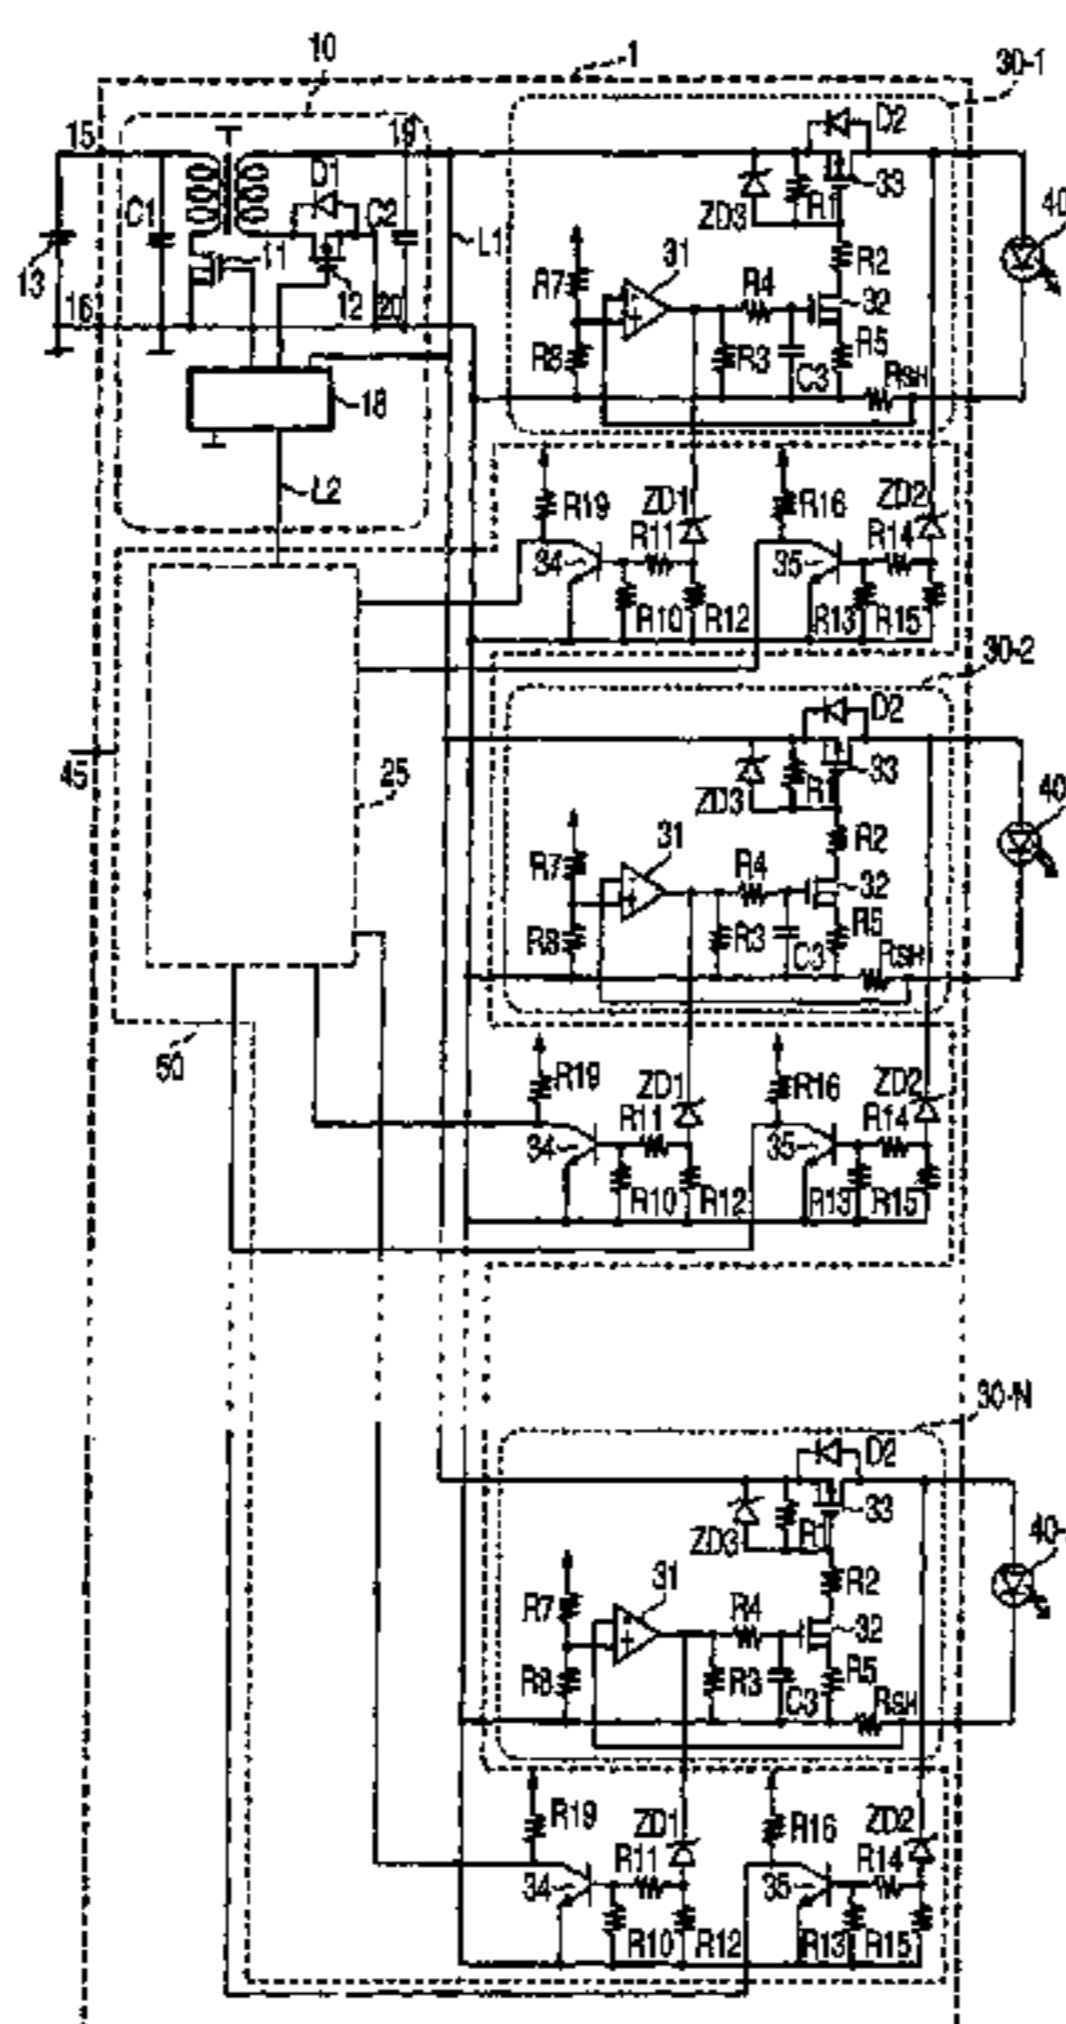 10
1
30-1
15
19
D2
D1
33
C1
C2
ZD3
R1
40
13
L1
11
31
R2
R7
R4
32
16
12
20
R5
R8
R3
C3
RSH
18
L2
R19
ZD1
R16
ZD2
R11
R14
34
35
R10
R12
R13
R15
30-2
D2
45
25
33
ZD3
R1
40
31
R2
R7
R4
32
R8
R3
C3
R5
RSH
50
R19
ZD1
R16
ZD2
R11
R14
34
35
R10
R12
R13
R15
30-N
D2
33
ZD3
R1
40-
31
R2
R7
R4
32
R8
R3
C3
R5
RSH
R19
ZD1
R16
ZD2
R11
R14
34
35
R10
R12
R13
R15